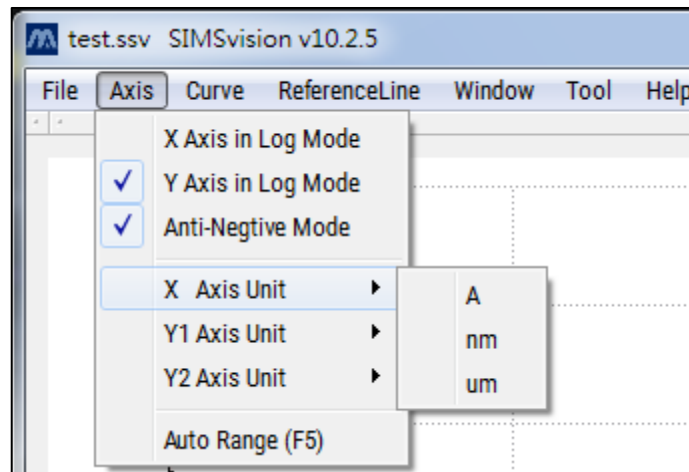 test.ssv SIMSvision v10.2.5
File Axis Curve ReferenceLine Window Tool Help
X Axis in Log Mode
Y Axis in Log Mode
Anti-Negtive Mode
X Axis Unit
Y1 Axis Unit
Y2 Axis Unit
Auto Range (F5)
A
nm
um